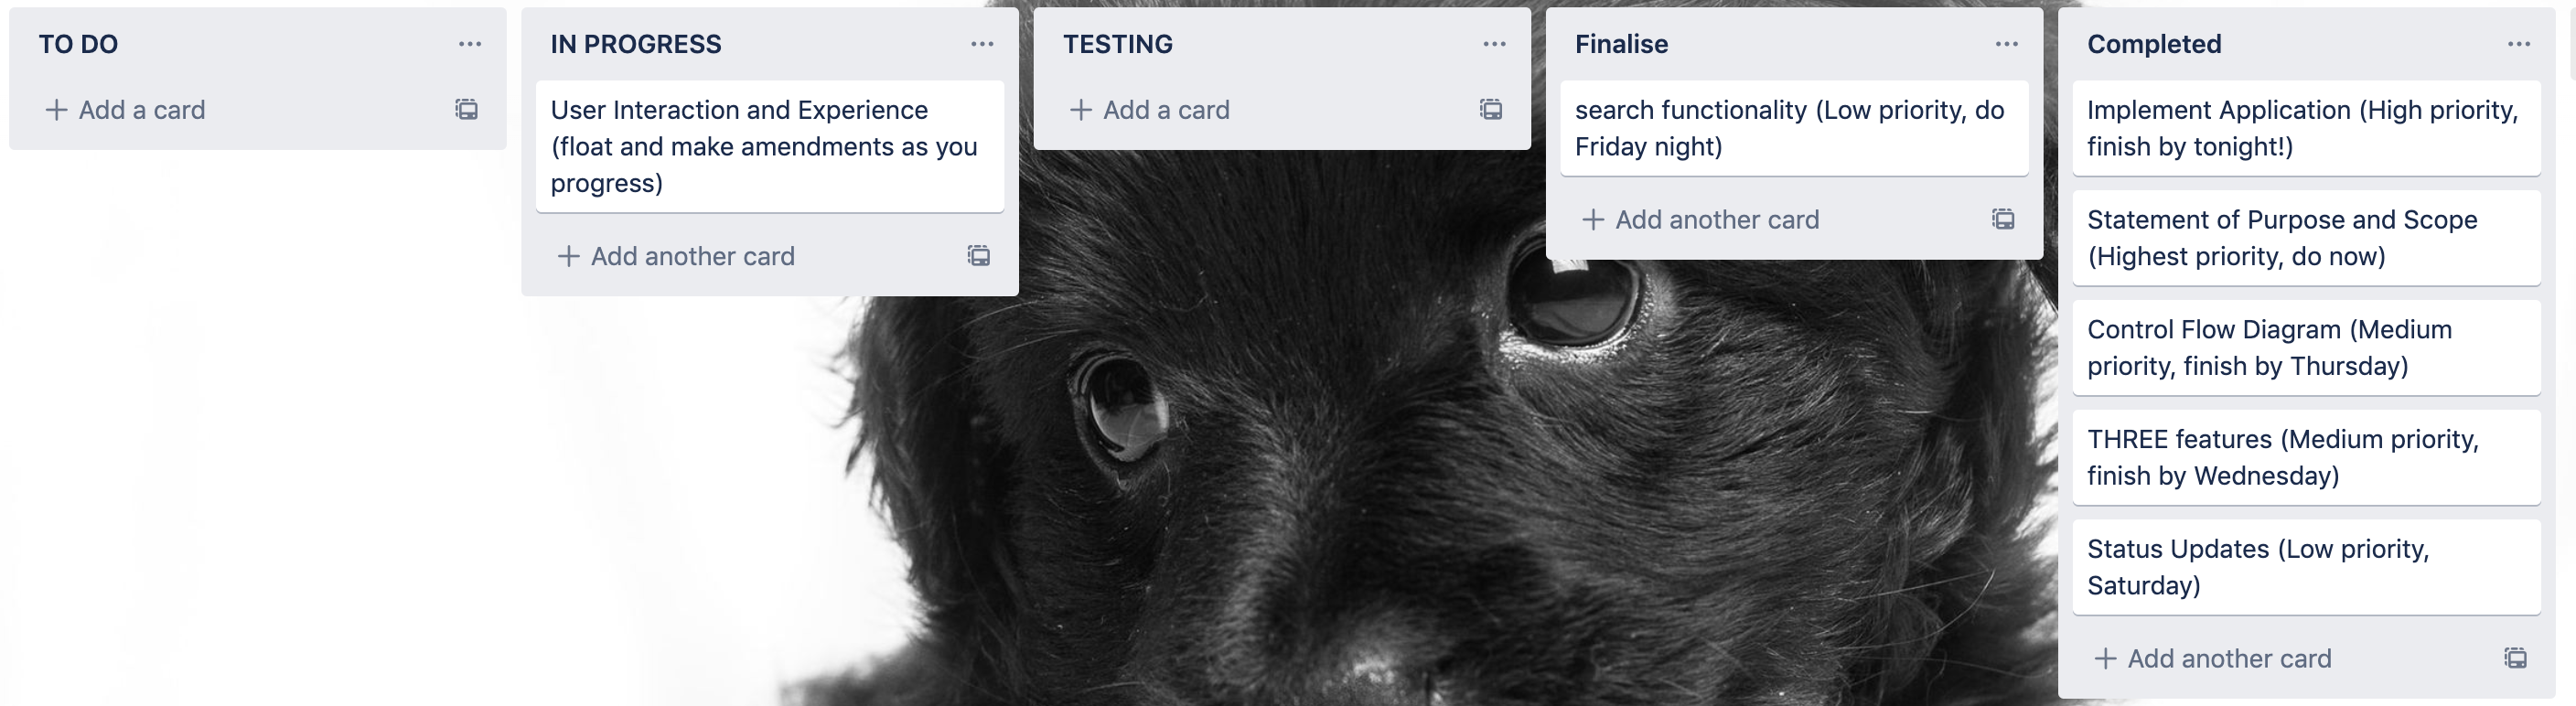 TO DO
Add a card
IN PROGRESS
User Interaction and Experience
(float and make amendments as you
progress)
Add another card
TESTING
Add a card
Finalise
search functionality (Low priority, do
Friday night)
Add another card
Completed
Implement Application (High priority,
finish by tonight!)
Statement of Purpose and Scope
(Highest priority, do now)
Control Flow Diagram (Medium
priority, finish by Thursday)
THREE features (Medium priority,
finish by Wednesday)
Status Updates (Low priority,
Saturday)
Add another card